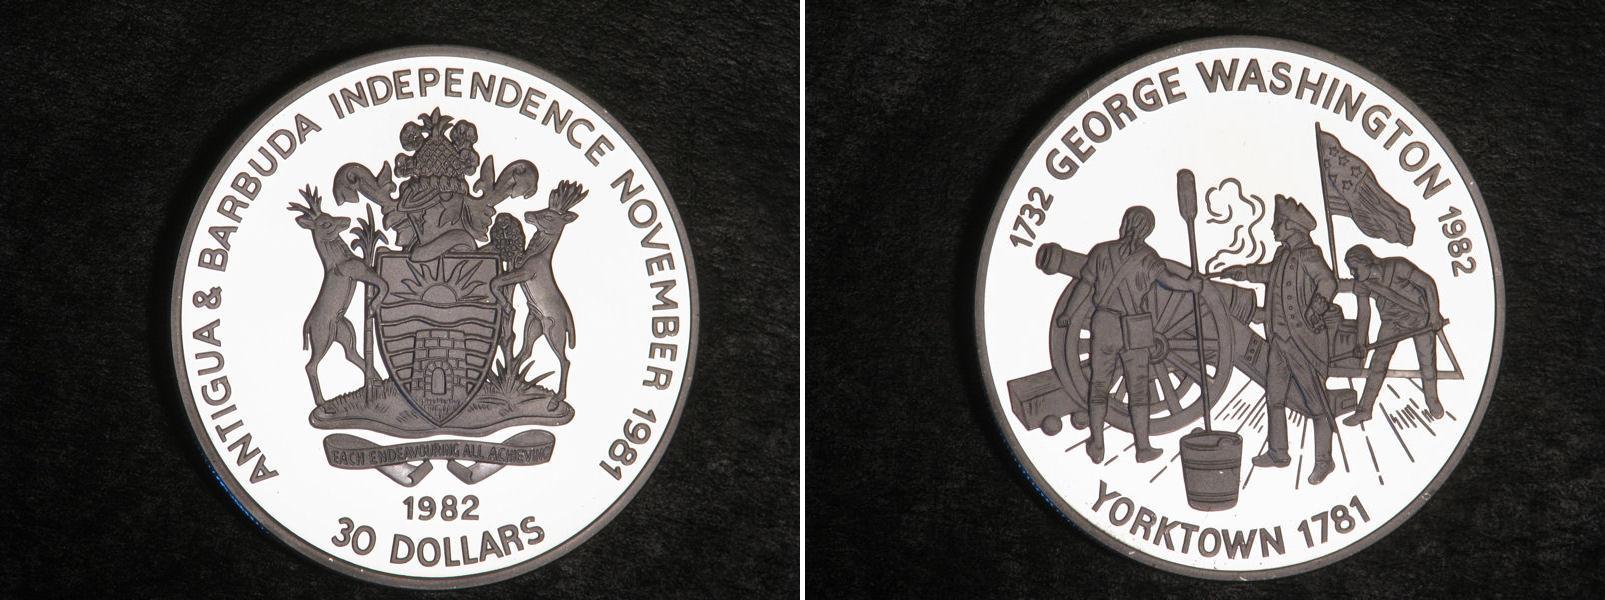 ANTIGUA & BARBUDA INDEPENDENCE NOVEMBER 1981
EACH ENDEAVOURING ALL ACHIEVING
1982
30 DOLLARS
1732 GEORGE WASHINGTON 1982
YORKTOWN 1781